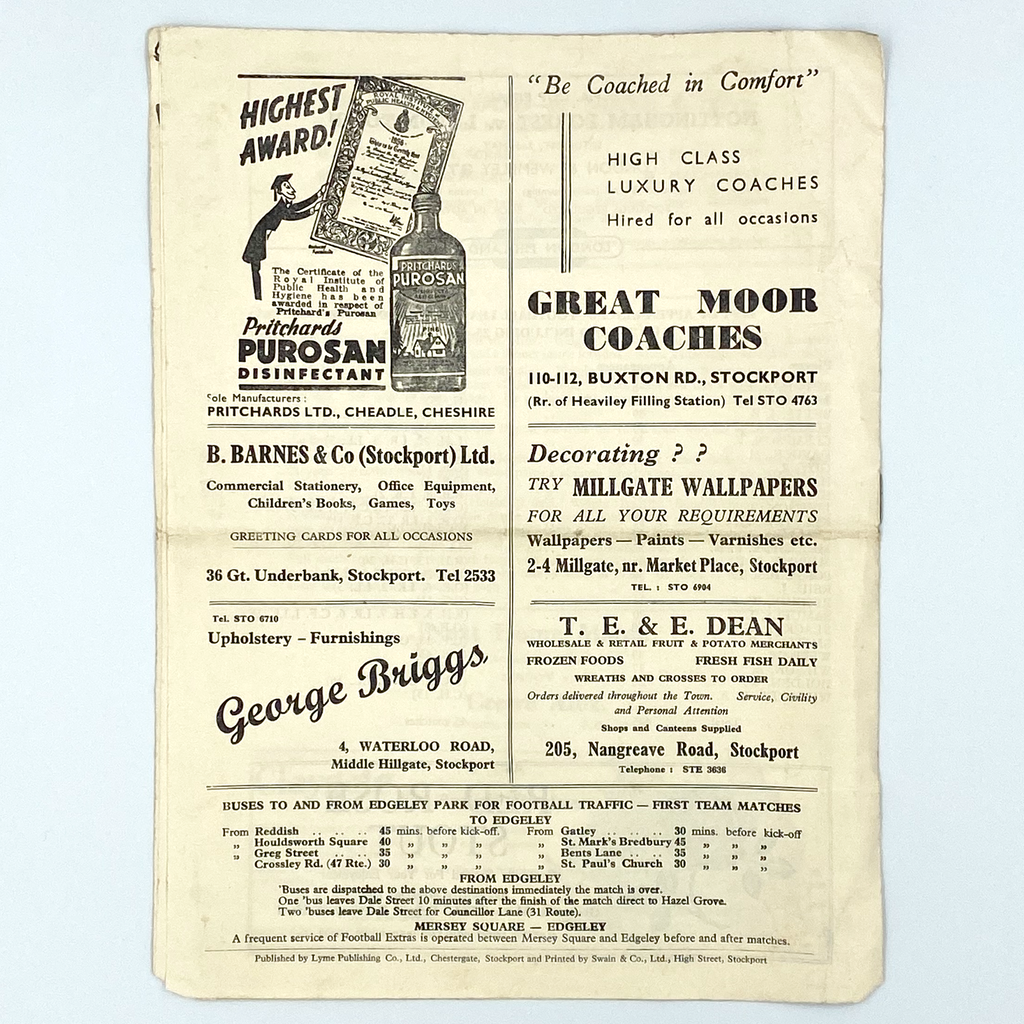 HIGHEST
AWARD!
ROYAL INSTITUTE OF
PUBLIC HEALTH & HYGIENE
The Certificate of the
Royal Institute of
Public Health and
Hygiene has been
awarded in respect of
Pritchard's Purosan
PRITCHARDS
PUROSAN
PINE
Pritchards
PUROSAN
DISINFECTANT
Sole Manufacturers :
PRITCHARDS LTD., CHEADLE, CHESHIRE
B. BARNES & Co (Stockport) Ltd.
Commercial Stationery, Office Equipment,
Children's Books, Games, Toys
GREETING CARDS FOR ALL OCCASIONS
36 Gt. Underbank, Stockport. Tel 2533
Tel. STO 6710
Upholstery – Furnishings
George Briggs
4, WATERLOO ROAD,
Middle Hillgate, Stockport
"Be Coached in Comfort"
HIGH CLASS
LUXURY COACHES
Hired for all occasions
GREAT MOOR
COACHES
110-112, BUXTON RD., STOCKPORT
(Rr. of Heaviley Filling Station) Tel STO 4763
Decorating ? ?
TRY MILLGATE WALLPAPERS
FOR ALL YOUR REQUIREMENTS
Wallpapers — Paints — Varnishes etc.
2-4 Millgate, nr. Market Place, Stockport
TEL. : STO 6904
T. E. & E. DEAN
WHOLESALE & RETAIL FRUIT & POTATO MERCHANTS
FROZEN FOODS FRESH FISH DAILY
WREATHS AND CROSSES TO ORDER
Orders delivered throughout the Town. Service, Civility
and Personal Attention
Shops and Canteens Supplied
205, Nangreave Road, Stockport
Telephone : STE 3636
BUSES TO AND FROM EDGELEY PARK FOR FOOTBALL TRAFFIC — FIRST TEAM MATCHES
TO EDGELEY
From Reddish .. .. .. 45 mins. before kick-off. From Gatley .. .. .. 30 mins. before kick-off
„ Houldsworth Square 40 „ „ „ „ St. Mark's Bredbury 45 „ „ „
„ Greg Street .. .. 35 „ „ „ „ Bents Lane .. .. 35 „ „ „
„ Crossley Rd. (47 Rte.) 30 „ „ „ „ St. Paul's Church 30 „ „ „
FROM EDGELEY
'Buses are dispatched to the above destinations immediately the match is over.
One 'bus leaves Dale Street 10 minutes after the finish of the match direct to Hazel Grove.
Two 'buses leave Dale Street for Councillor Lane (31 Route).
MERSEY SQUARE — EDGELEY
A frequent service of Football Extras is operated between Mersey Square and Edgeley before and after matches.
Published by Lyme Publishing Co., Ltd., Chestergate, Stockport and Printed by Swain & Co., Ltd., High Street, Stockport